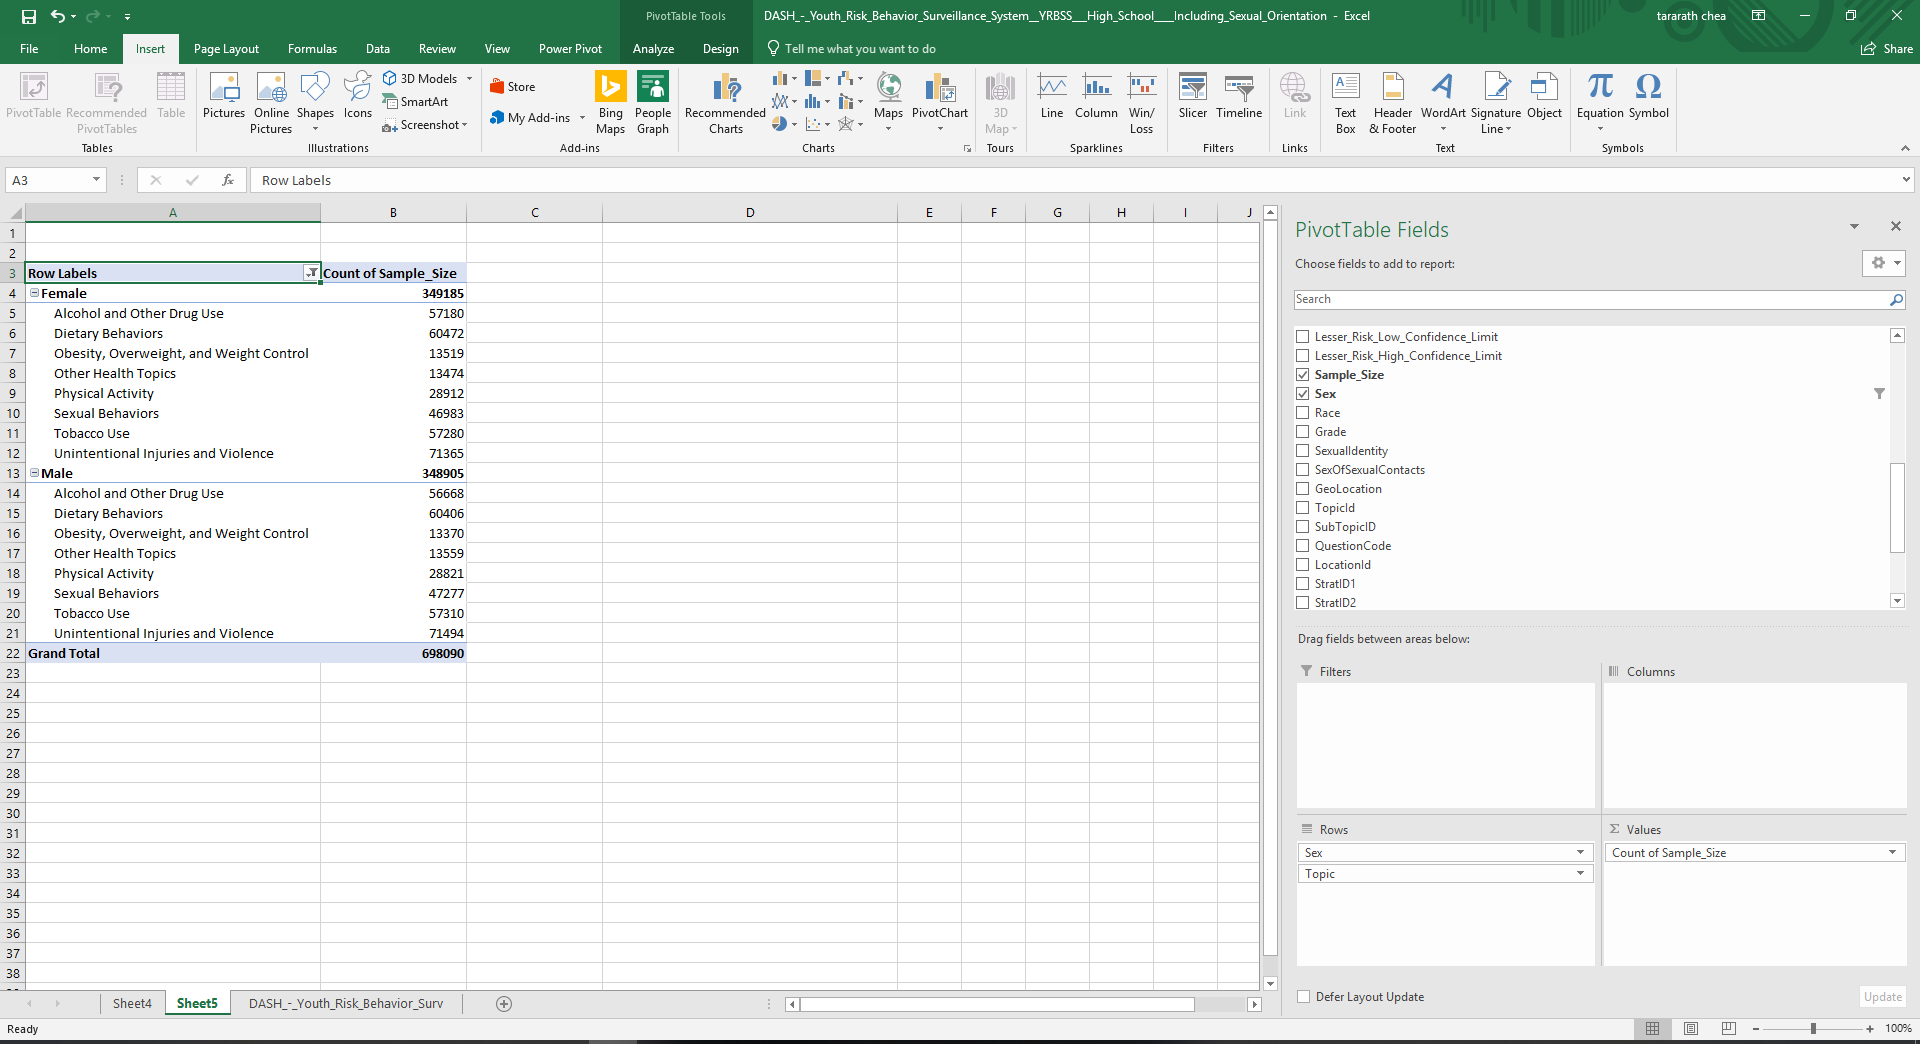 PivotTable Tools
DASH_-_Youth_Risk_Behavior_Surveillance_System__YRBSS___High_School____Including_Sexual_Orientation - Excel
tararath chea
File Home Insert Page Layout Formulas Data Review View Power Pivot Analyze Design Tell me what you want to do Share
PivotTable
Recommended PivotTables
Table
Tables
Pictures
Online Pictures
Shapes
Icons
3D Models
SmartArt
Screenshot
Illustrations
Store
My Add-ins
Bing Maps
People Graph
Add-ins
Recommended Charts
Maps
PivotChart
Charts
3D Map
Tours
Line
Column
Win/ Loss
Sparklines
Slicer
Timeline
Filters
Link
Links
Text Box
Header & Footer
WordArt
Signature Line
Object
Text
Equation
Symbol
Symbols
A3 fx Row Labels
A B C D E F G H I J
1
2
3 Row Labels Count of Sample_Size
4 Female 349185
5 Alcohol and Other Drug Use 57180
6 Dietary Behaviors 60472
7 Obesity, Overweight, and Weight Control 13519
8 Other Health Topics 13474
9 Physical Activity 28912
10 Sexual Behaviors 46983
11 Tobacco Use 57280
12 Unintentional Injuries and Violence 71365
13 Male 348905
14 Alcohol and Other Drug Use 56668
15 Dietary Behaviors 60406
16 Obesity, Overweight, and Weight Control 13370
17 Other Health Topics 13559
18 Physical Activity 28821
19 Sexual Behaviors 47277
20 Tobacco Use 57310
21 Unintentional Injuries and Violence 71494
22 Grand Total 698090
23
24
25
26
27
28
29
30
31
32
33
34
35
36
37
38
PivotTable Fields
Choose fields to add to report:
Search
Lesser_Risk_Low_Confidence_Limit
Lesser_Risk_High_Confidence_Limit
Sample_Size
Sex
Race
Grade
SexualIdentity
SexOfSexualContacts
GeoLocation
TopicId
SubTopicID
QuestionCode
LocationId
StratID1
StratID2
Drag fields between areas below:
Filters
Columns
Rows
Sex
Topic
Σ Values
Count of Sample_Size
Defer Layout Update Update
Sheet4 Sheet5 DASH_-_Youth_Risk_Behavior_Surv
Ready 100%